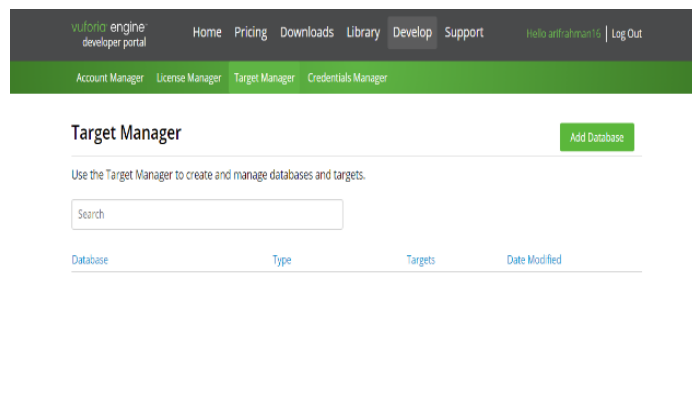 vuforia engine developer portal
Home Pricing Downloads Library Develop Support Hello arifrahman16 | Log Out
Account Manager License Manager Target Manager Credentials Manager
Target Manager Add Database
Use the Target Manager to create and manage databases and targets.
Search
Database Type Targets Date Modified